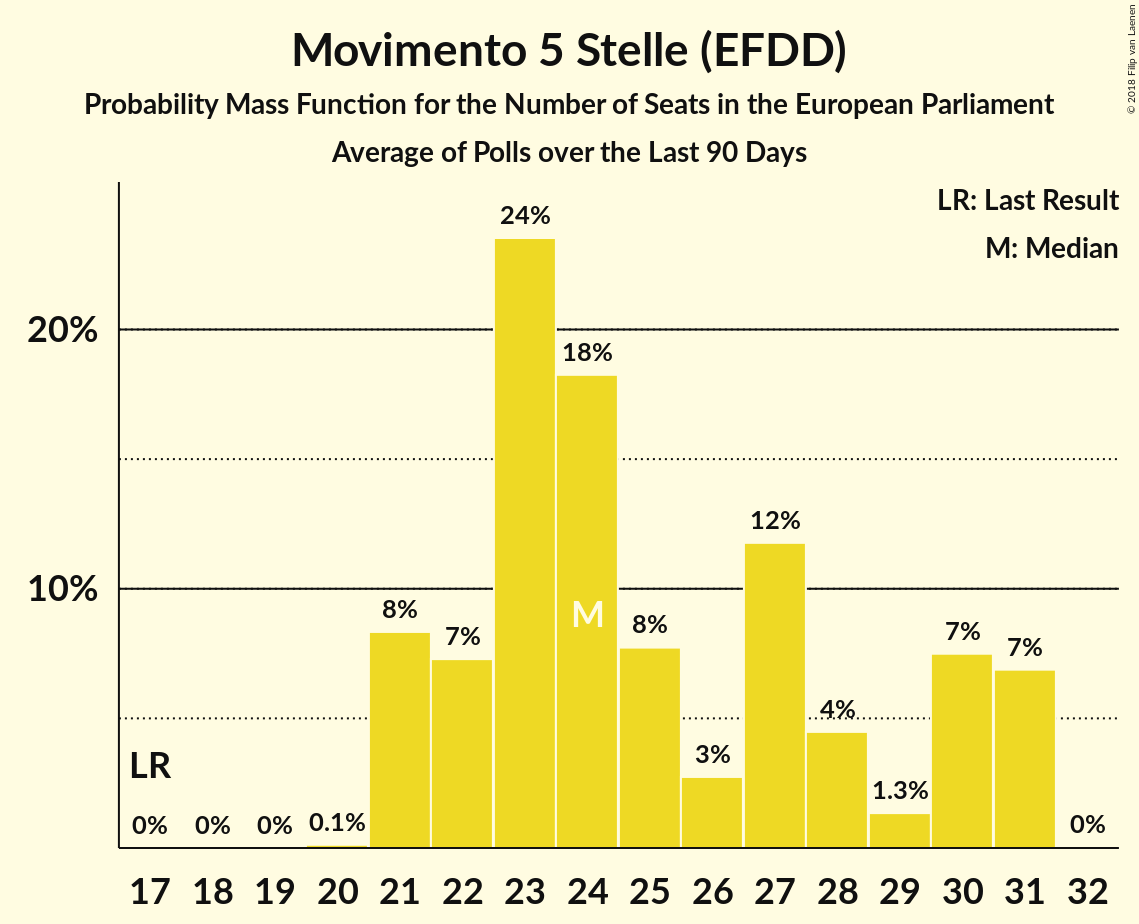 Movimento 5 Stelle (EFDD)
Probability Mass Function for the Number of Seats in the European Parliament
Average of Polls over the Last 90 Days
© 2018 Filip van Laenen
LR: Last Result
M: Median
24%
20%
18%
12%
10%
8%
7%
M
8%
7%
7%
4%
3%
LR
1.3%
0%
0%
0%
0.1%
0%
17 18 19 20 21 22 23 24 25 26 27 28 29 30 31 32